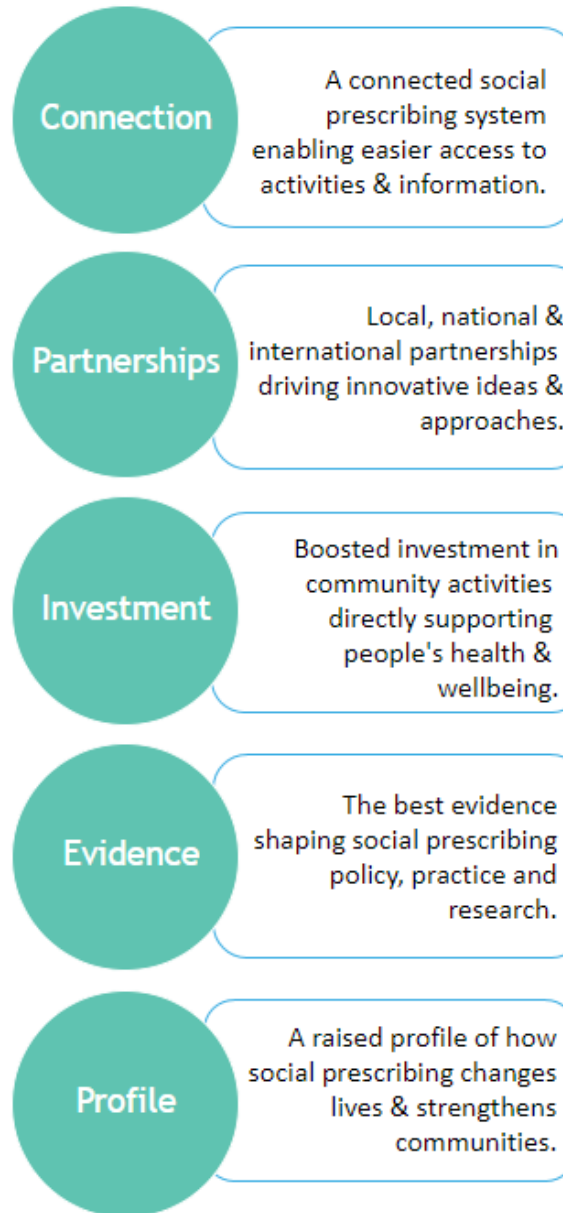 Connection
A connected social
prescribing system
enabling easier access to
activities & information.
Partnerships
Local, national &
international partnerships
driving innovative ideas &
approaches.
Investment
Boosted investment in
community activities
directly supporting
people's health &
wellbeing.
Evidence
The best evidence
shaping social prescribing
policy, practice and
research.
Profile
A raised profile of how
social prescribing changes
lives & strengthens
communities.